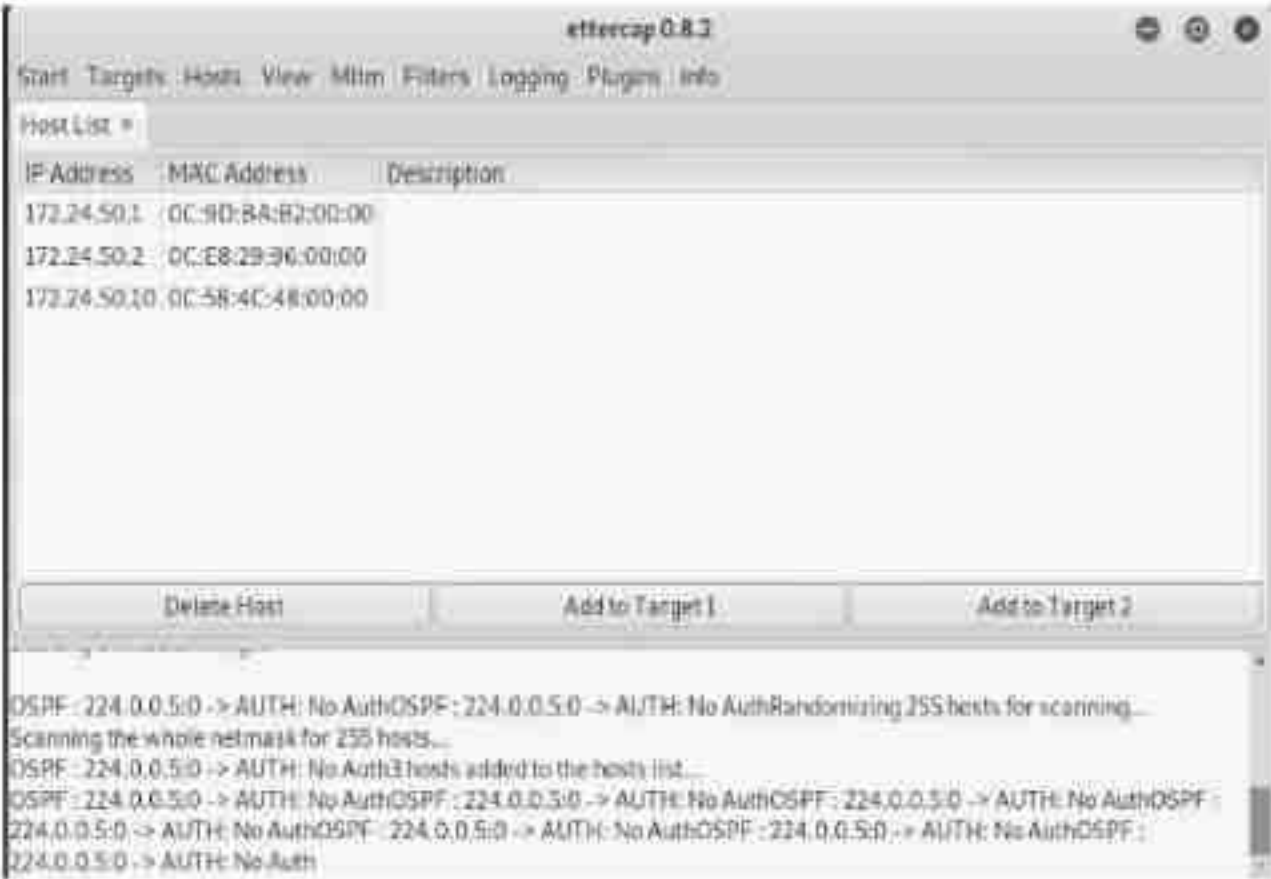 ettercap 0.8.2
Start Targets Hosts View Mitm Filters Logging Plugins Info
Host List ×
IP Address MAC Address Description
172.24.50.1 0C:9D:BA:B2:00:00
172.24.50.2 0C:E8:29:96:00:00
172.24.50.10 0C:58:4C:48:00:00
Delete Host Add to Target 1 Add to Target 2
OSPF : 224.0.0.5:0 -> AUTH: No AuthOSPF : 224.0.0.5:0 -> AUTH: No AuthRandomizing 255 hosts for scanning...
Scanning the whole netmask for 255 hosts...
OSPF : 224.0.0.5:0 -> AUTH: No Auth3 hosts added to the hosts list...
OSPF : 224.0.0.5:0 -> AUTH: No AuthOSPF : 224.0.0.5:0 -> AUTH: No AuthOSPF : 224.0.0.5:0 -> AUTH: No AuthOSPF :
224.0.0.5:0 -> AUTH: No AuthOSPF : 224.0.0.5:0 -> AUTH: No AuthOSPF : 224.0.0.5:0 -> AUTH: No AuthOSPF :
224.0.0.5:0 -> AUTH: No Auth